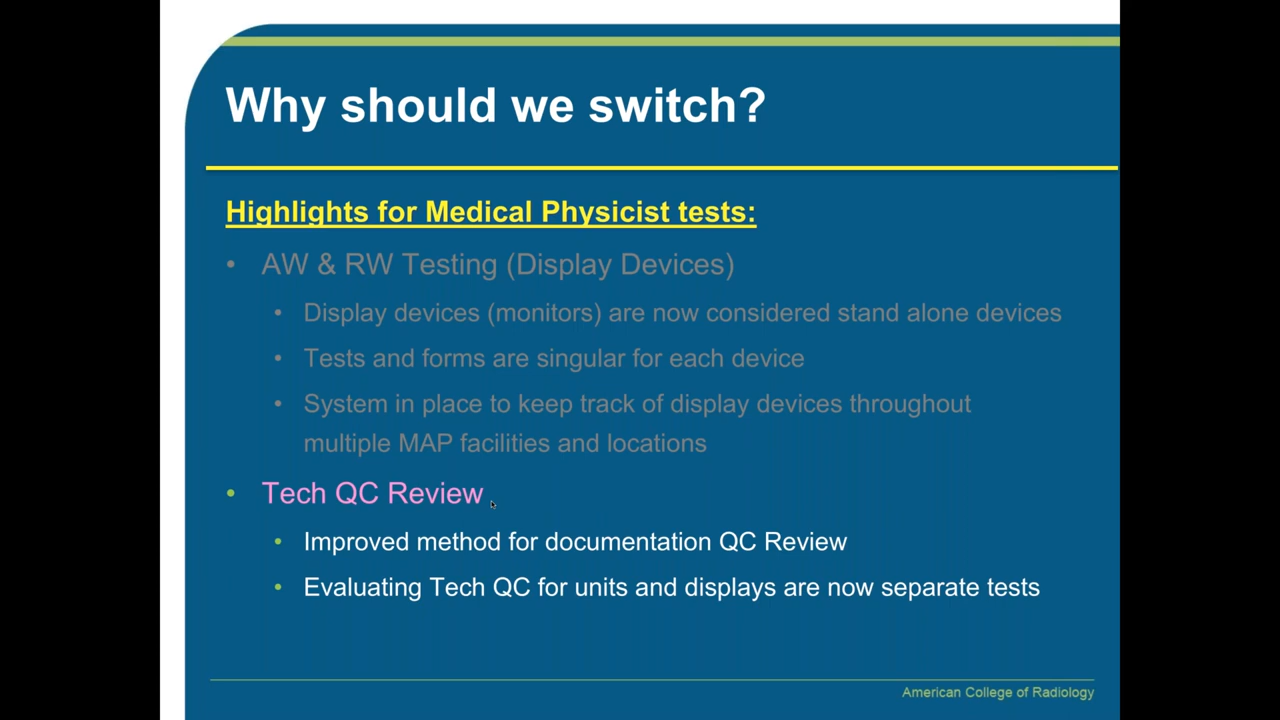 Why should we switch?
Highlights for Medical Physicist tests:
• AW & RW Testing (Display Devices)
• Display devices (monitors) are now considered stand alone devices
• Tests and forms are singular for each device
• System in place to keep track of display devices throughout
multiple MAP facilities and locations
• Tech QC Review
• Improved method for documentation QC Review
• Evaluating Tech QC for units and displays are now separate tests
American College of Radiology